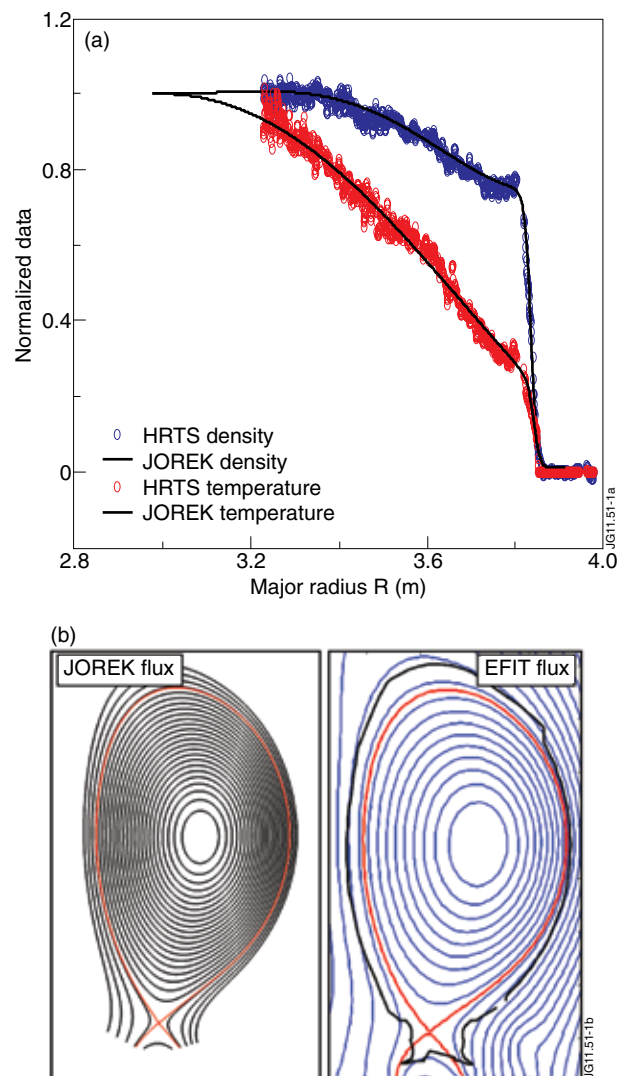 (a)
1.2
0.8
0.4
0
Normalized data
HRTS density
JOREK density
HRTS temperature
JOREK temperature
2.8 3.2 3.6 4.0
Major radius R (m)
JG11.51-1a
(b)
JOREK flux
EFIT flux
JG11.51-1b